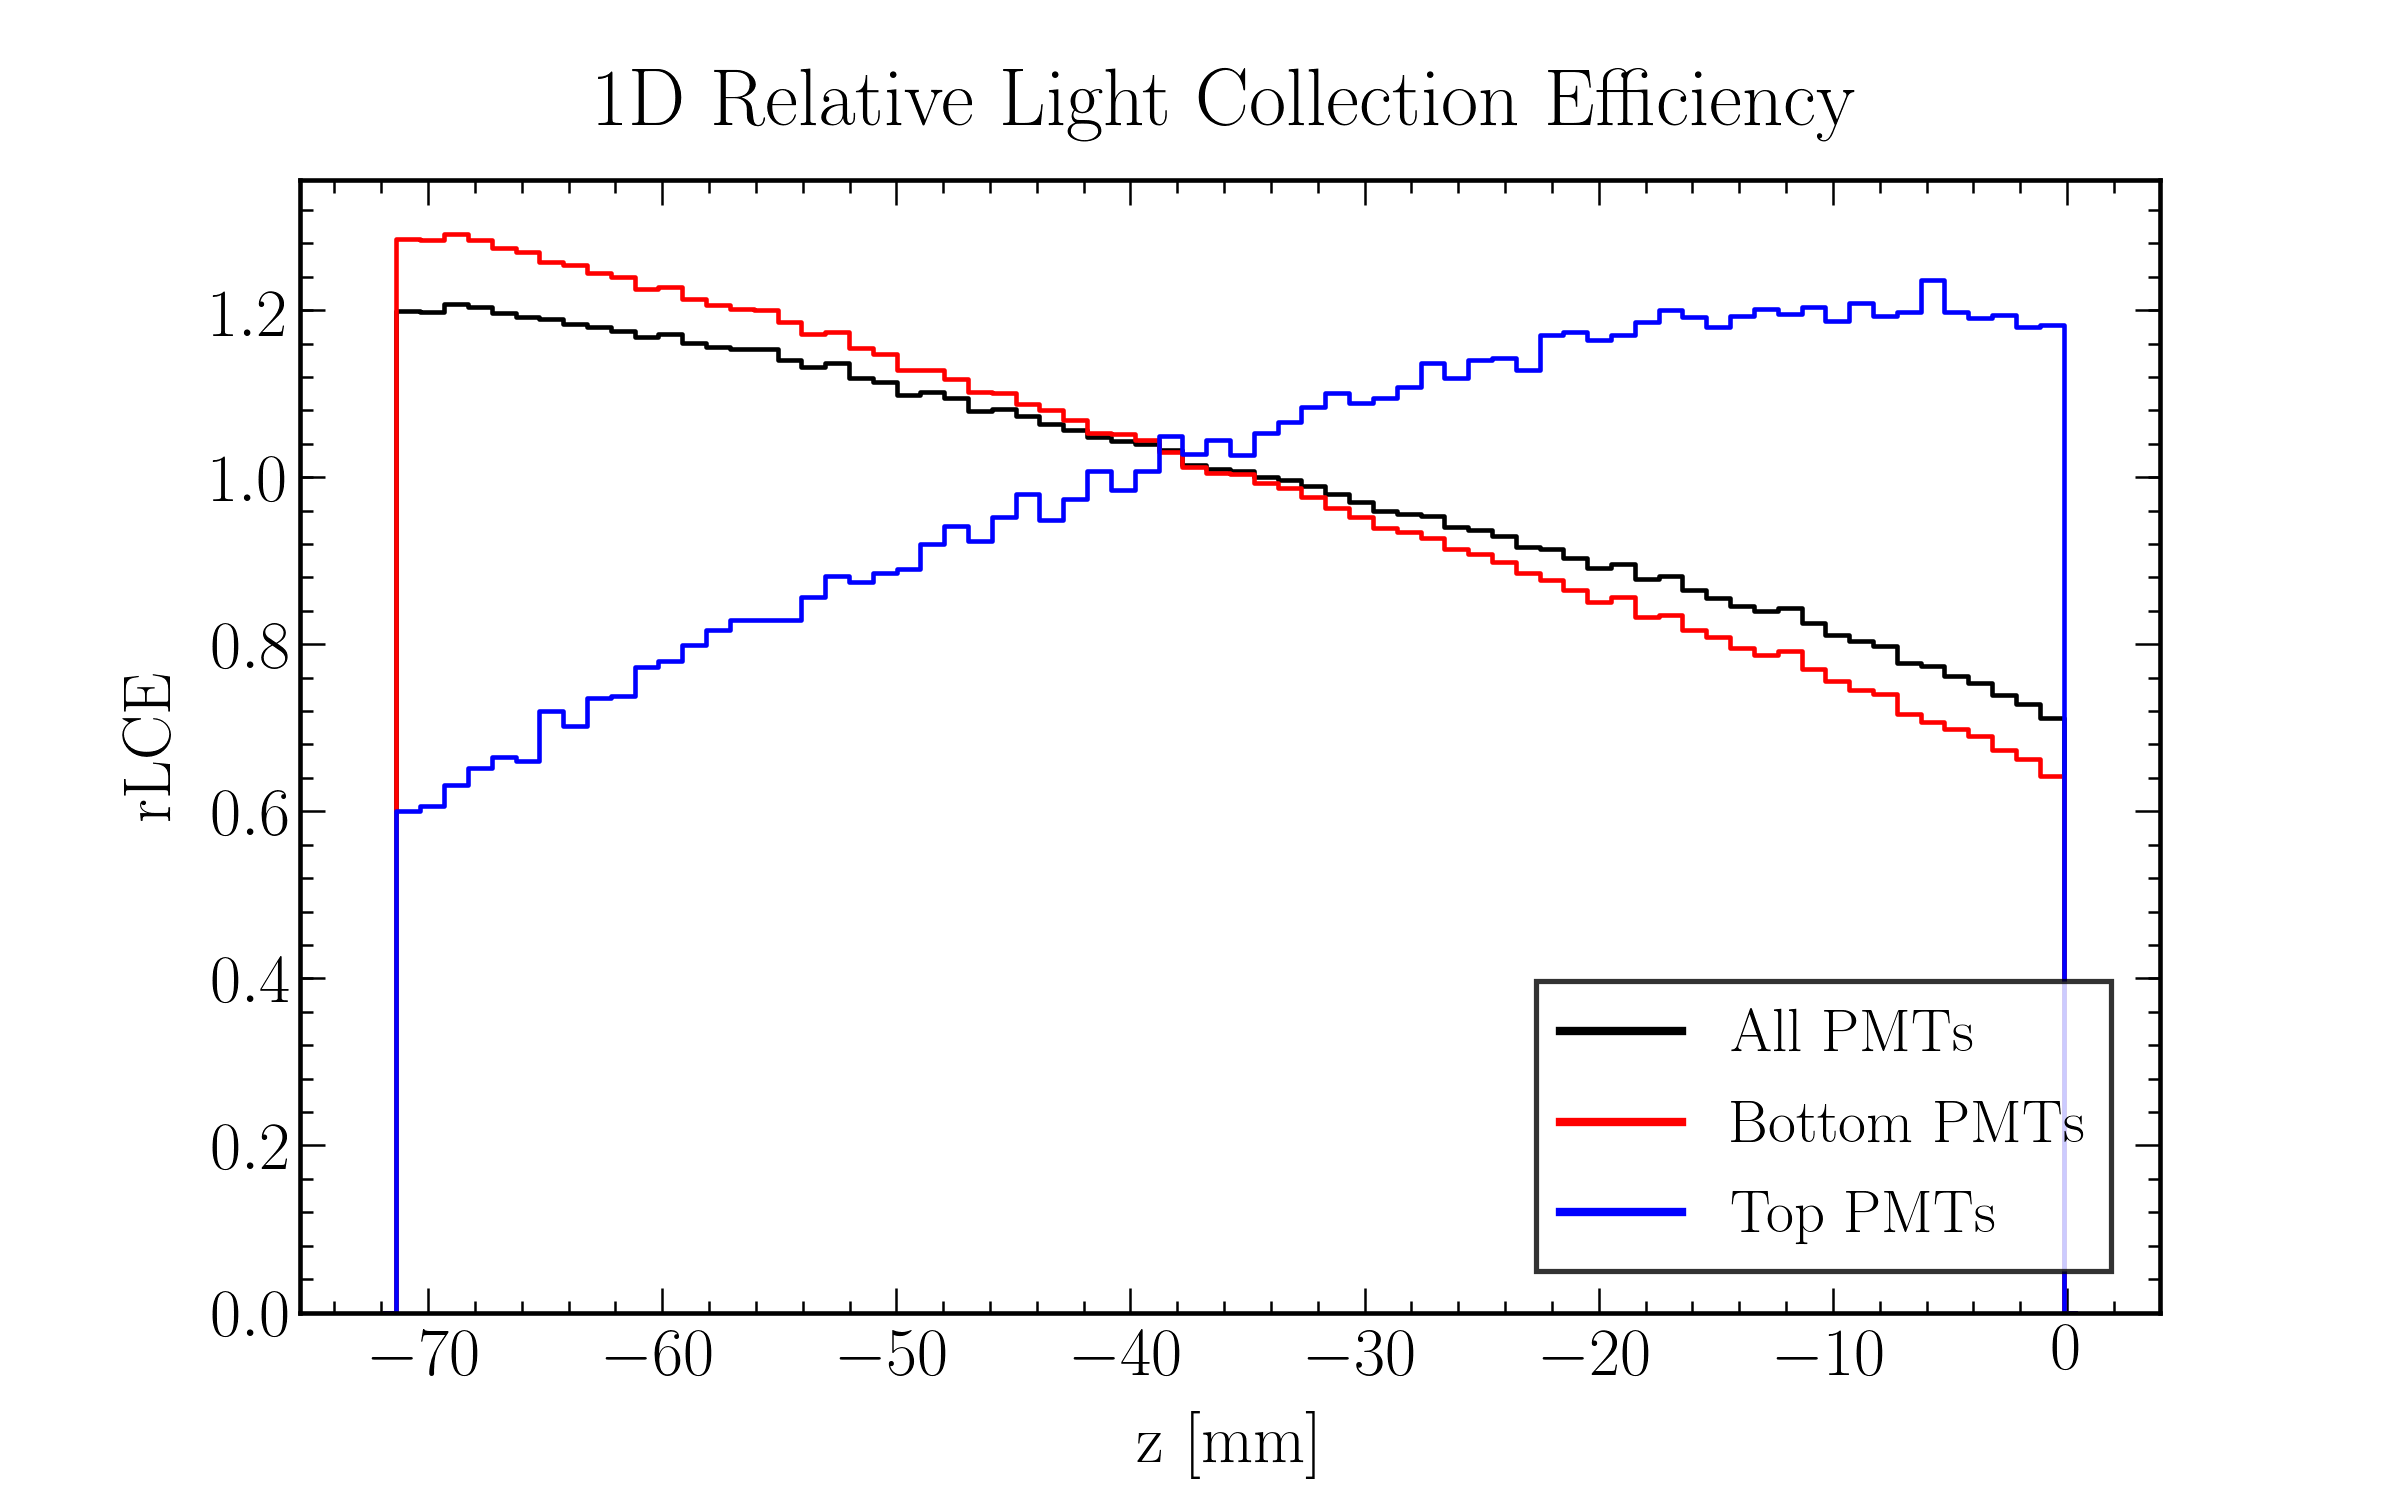 1D Relative Light Collection Efficiency
rLCE
1.2
1.0
0.8
0.6
0.4
0.2
0.0
All PMTs
Bottom PMTs
Top PMTs
−70 −60 −50 −40 −30 −20 −10 0
z [mm]